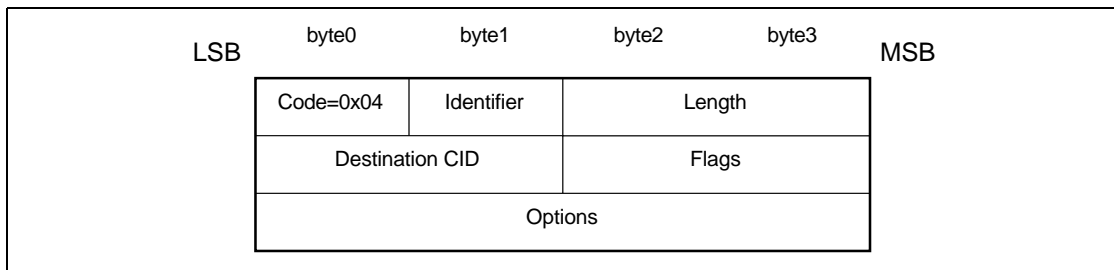 byte0 byte1 byte2 byte3
LSB MSB
Code=0x04 Identifier Length
Destination CID Flags
Options